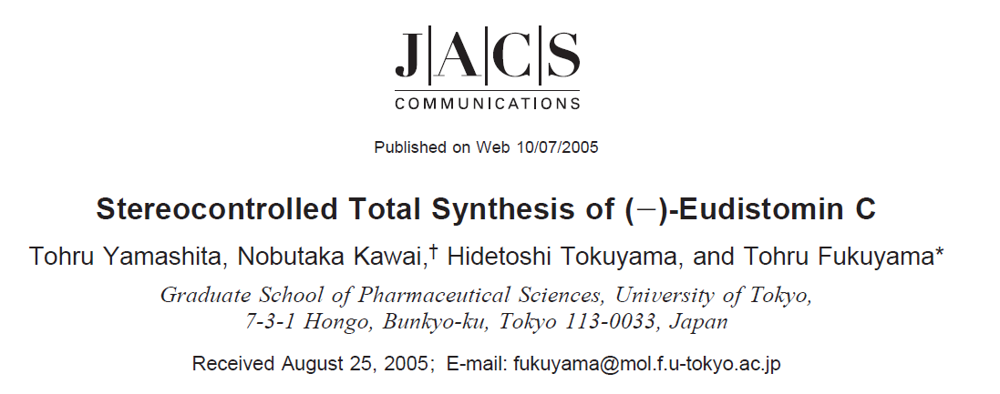 J|A|C|S
COMMUNICATIONS
Published on Web 10/07/2005
Stereocontrolled Total Synthesis of (−)-Eudistomin C
Tohru Yamashita, Nobutaka Kawai,† Hidetoshi Tokuyama, and Tohru Fukuyama*
Graduate School of Pharmaceutical Sciences, University of Tokyo,
7-3-1 Hongo, Bunkyo-ku, Tokyo 113-0033, Japan
Received August 25, 2005; E-mail: fukuyama@mol.f.u-tokyo.ac.jp